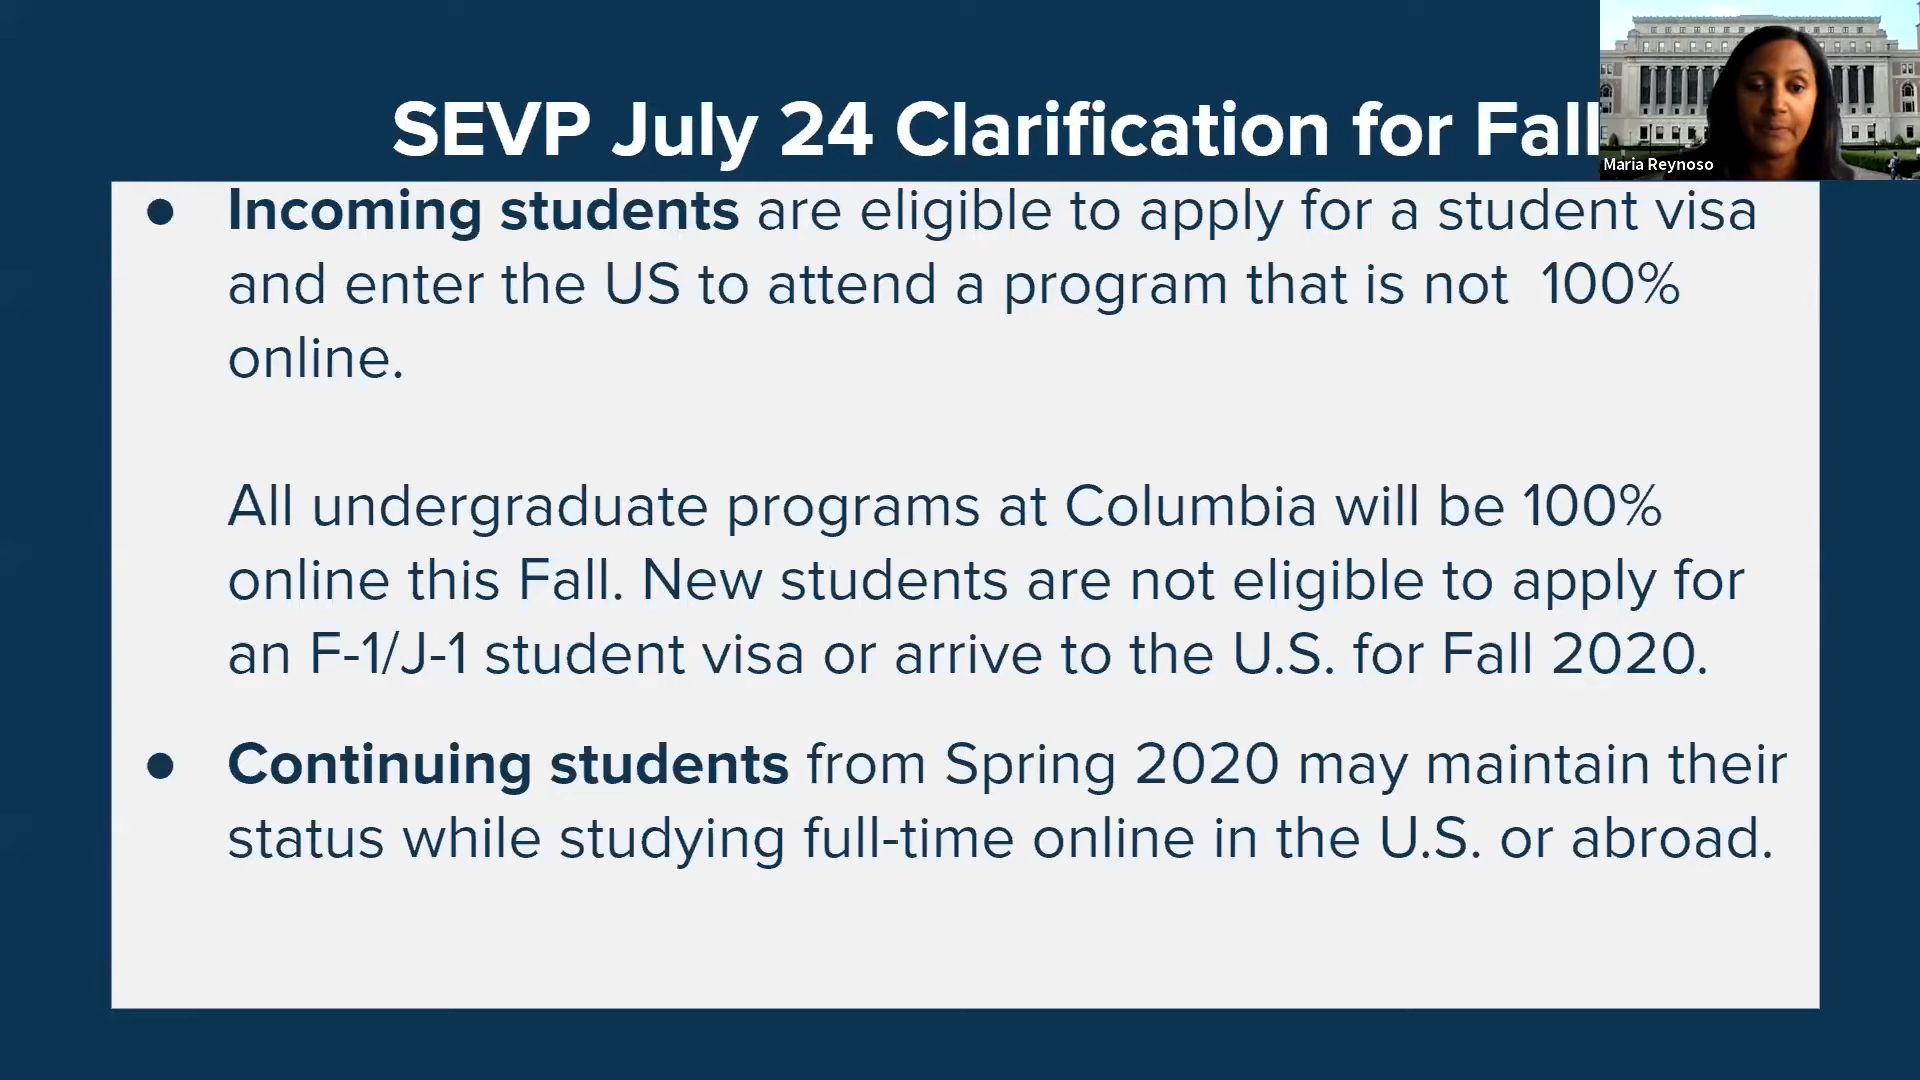 SEVP July 24 Clarification for Fall
Maria Reynoso
● Incoming students are eligible to apply for a student visa
and enter the US to attend a program that is not 100%
online.
All undergraduate programs at Columbia will be 100%
online this Fall. New students are not eligible to apply for
an F-1/J-1 student visa or arrive to the U.S. for Fall 2020.
● Continuing students from Spring 2020 may maintain their
status while studying full-time online in the U.S. or abroad.